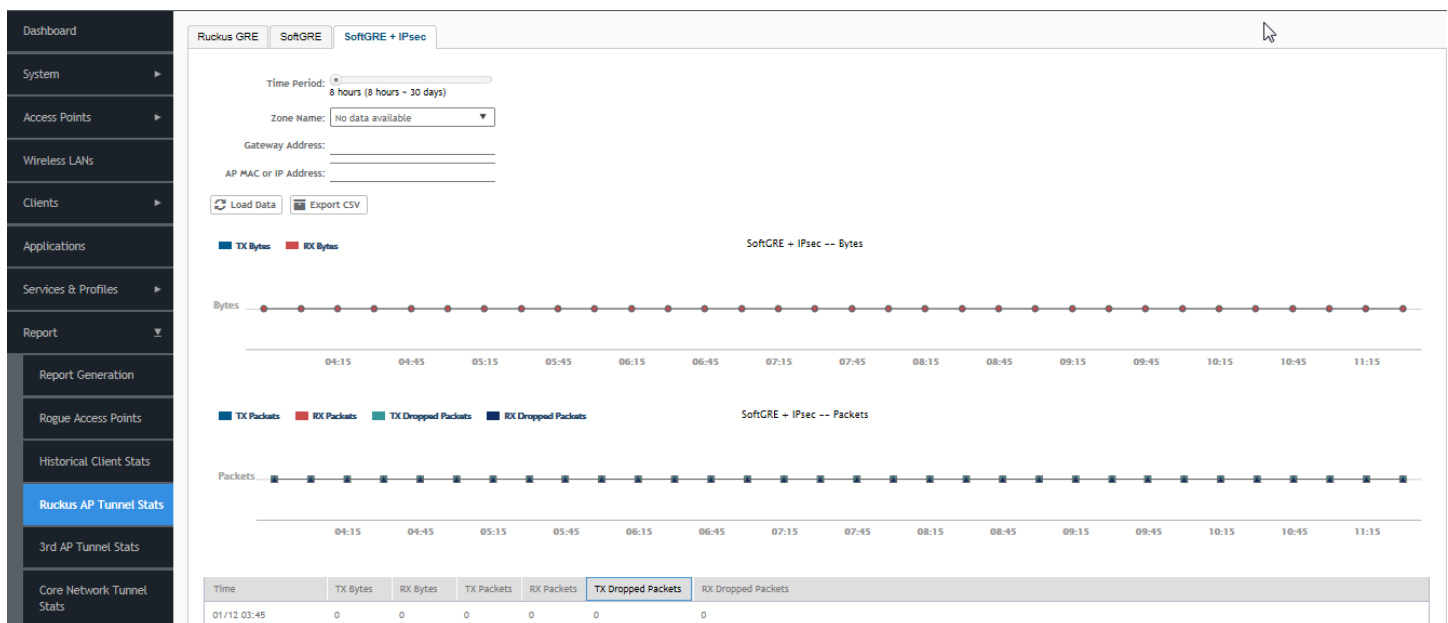 Dashboard
System
Access Points
Wireless LANs
Clients
Applications
Services & Profiles
Report
Report Generation
Rogue Access Points
Historical Client Stats
Ruckus AP Tunnel Stats
3rd AP Tunnel Stats
Core Network Tunnel
Stats
Ruckus GRE SoftGRE SoftGRE + IPsec
Time Period:
8 hours (8 hours ~ 30 days)
Zone Name: No data available
Gateway Address:
AP MAC or IP Address:
Load Data Export CSV
TX Bytes RX Bytes SoftGRE + IPsec -- Bytes
Bytes
04:15 04:45 05:15 05:45 06:15 06:45 07:15 07:45 08:15 08:45 09:15 09:45 10:15 10:45 11:15
TX Packets RX Packets TX Dropped Packets RX Dropped Packets SoftGRE + IPsec -- Packets
Packets
04:15 04:45 05:15 05:45 06:15 06:45 07:15 07:45 08:15 08:45 09:15 09:45 10:15 10:45 11:15
Time TX Bytes RX Bytes TX Packets RX Packets TX Dropped Packets RX Dropped Packets
01/12 03:45 0 0 0 0 0 0